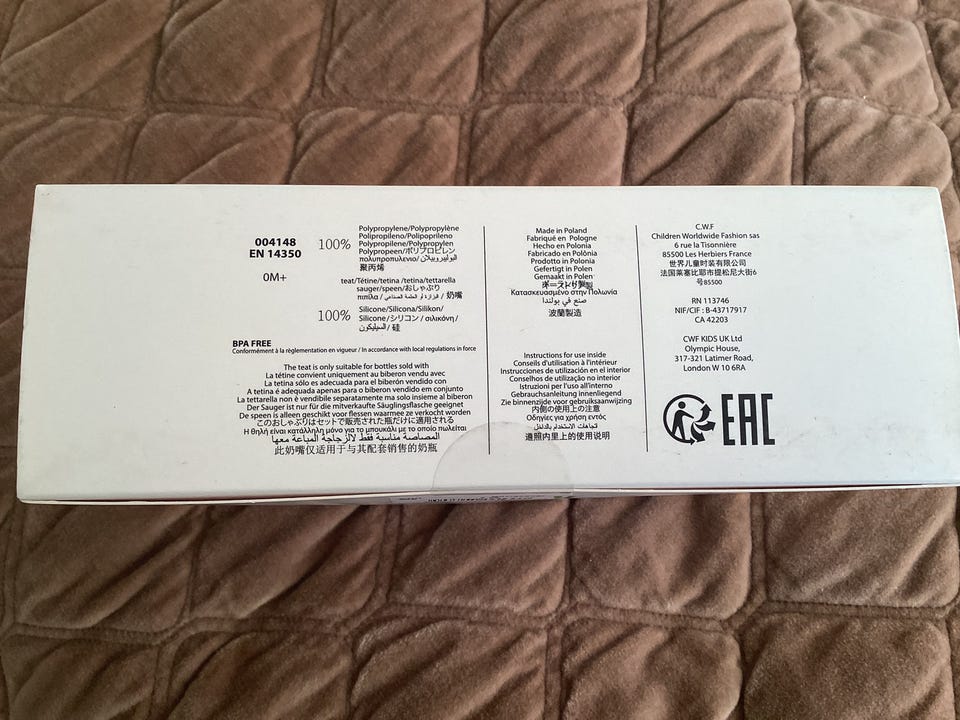 004148
EN 14350
0M+
100%
Polypropylene/Polypropylène
Polipropileno/Polipoprileno
Polypropilene/Polypropylen
Polypropeen/ポリプロピレン
πολυπροπυλενιο/ البوليبروبيلان
聚丙烯
teat/Tétine/tetina /tetina/tettarella
sauger/speen/おしゃぶり
πιπίλα / البزازة أو الحلمة الصناعي / 奶嘴
100%
Silicone/Silicona/Silikon/
Silicone/シリコン / σιλικόνη /
السيليكون / 硅
BPA FREE
Conformément à la règlementation en vigueur / In accordance with local regulations in force
The teat is only suitable for bottles sold with
La tétine convient uniquement au biberon vendu avec
La tetina sólo es adecuada para el biberón vendido con
A tetina é adequada apenas para o biberon vendido em conjunto
La tettarella non è vendibile separatamente ma solo insieme al biberon
Der Sauger ist nur für die mitverkaufte Säuglingsflasche geeignet
De speen is alleen geschikt voor flessen waarmee ze verkocht worden
このおしゃぶりはセットで販売された瓶だけに適用される
Η θηλή είναι κατάλληλη μόνο για το μπουκάλι με το οποίο πωλείται
المصاصة مناسبة فقط لالزجاجة المباعة معها
此奶嘴仅适用于与其配套销售的奶瓶
Made in Poland
Fabriqué en Pologne
Hecho en Polonia
Fabricado en Polônia
Prodotto in Polonia
Gefertigt in Polen
Gemaakt in Polen
Κατασκευασμένο στην Πολωνία
صنع في بولندا
波蘭製造
Instructions for use inside
Conseils d'utilisation à l'intérieur
Instrucciones de utilización en el interior
Conselhos de utilização no interior
Istruzioni per l'uso all'interno
Gebrauchsanleitung innenliegend
Zie binnenzijde voor gebruiksaanwijzing
内側の使用上の注意
Οδηγίες για χρήση εντός
تجاهات الاستخدام بالداخل
遵照内里上的使用说明
C.W.F
Children Worldwide Fashion sas
6 rue la Tisonnière
85500 Les Herbiers France
世界儿童时装有限公司
法国莱塞比耶市提松尼大街6
号85500
RN 113746
NIF/CIF : B-43717917
CA 42203
CWF KIDS UK Ltd
Olympic House,
317-321 Latimer Road,
London W 10 6RA
EAC